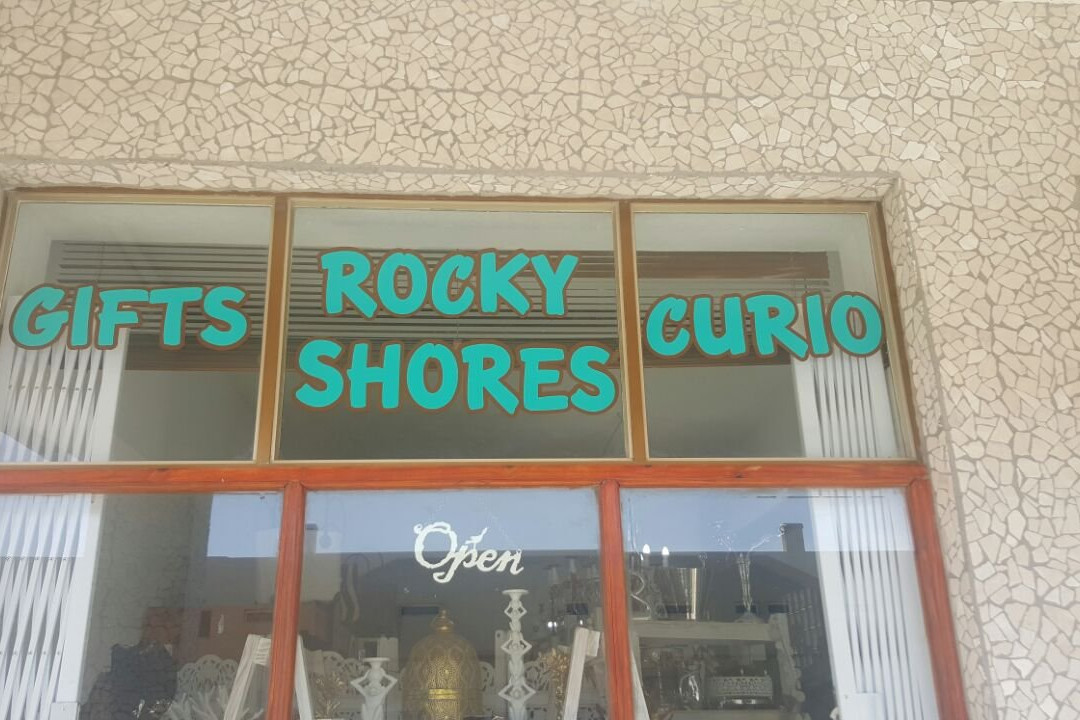 GIFTS
ROCKY
SHORES
CURIO
Open